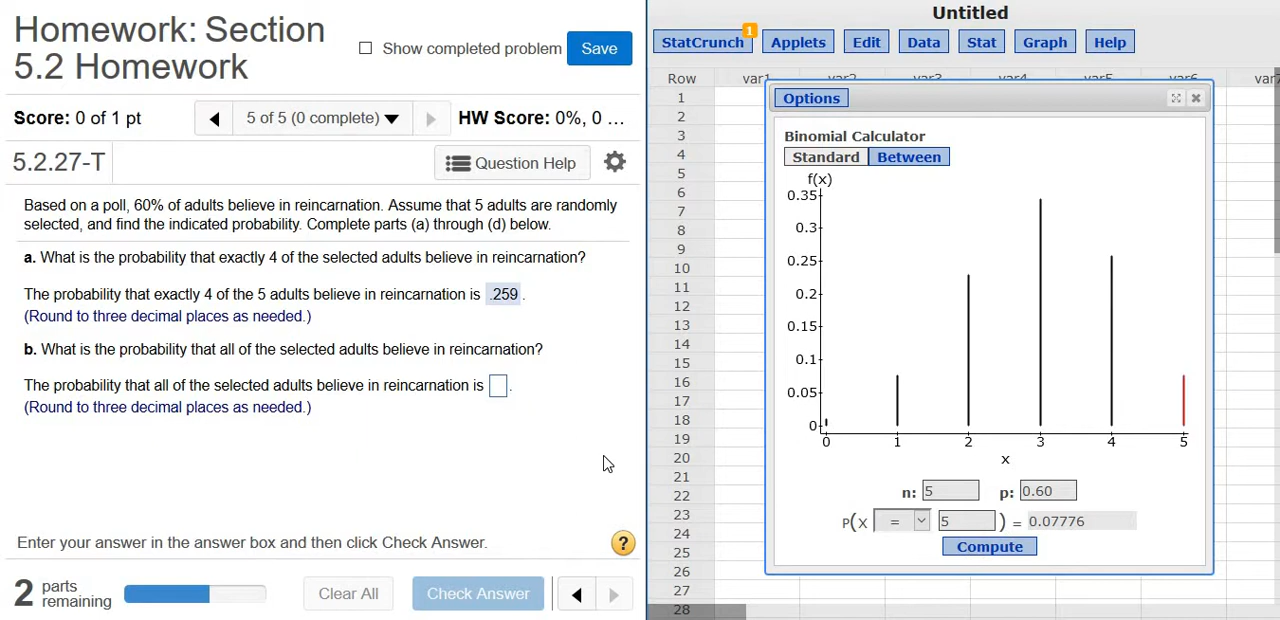 Homework: Section
5.2 Homework
Show completed problem
Save
Score: 0 of 1 pt
5 of 5 (0 complete)
HW Score: 0%, 0 ...
5.2.27-T
Question Help
Based on a poll, 60% of adults believe in reincarnation. Assume that 5 adults are randomly
selected, and find the indicated probability. Complete parts (a) through (d) below.
a. What is the probability that exactly 4 of the selected adults believe in reincarnation?
The probability that exactly 4 of the 5 adults believe in reincarnation is .259 .
(Round to three decimal places as needed.)
b. What is the probability that all of the selected adults believe in reincarnation?
The probability that all of the selected adults believe in reincarnation is .
(Round to three decimal places as needed.)
Enter your answer in the answer box and then click Check Answer.
?
2 parts
remaining
Clear All
Check Answer
Untitled
StatCrunch 1 Applets Edit Data Stat Graph Help
Row var1 var2 var3 var4 var5 var6 var7
1
2
3
4
5
6
7
8
9
10
11
12
13
14
15
16
17
18
19
20
21
22
23
24
25
26
27
28
Options
Binomial Calculator
Standard Between
f(x)
0.35
0.3
0.25
0.2
0.15
0.1
0.05
0
0 1 2 3 4 5
x
n: 5 p: 0.60
P(x = 5 ) = 0.07776
Compute